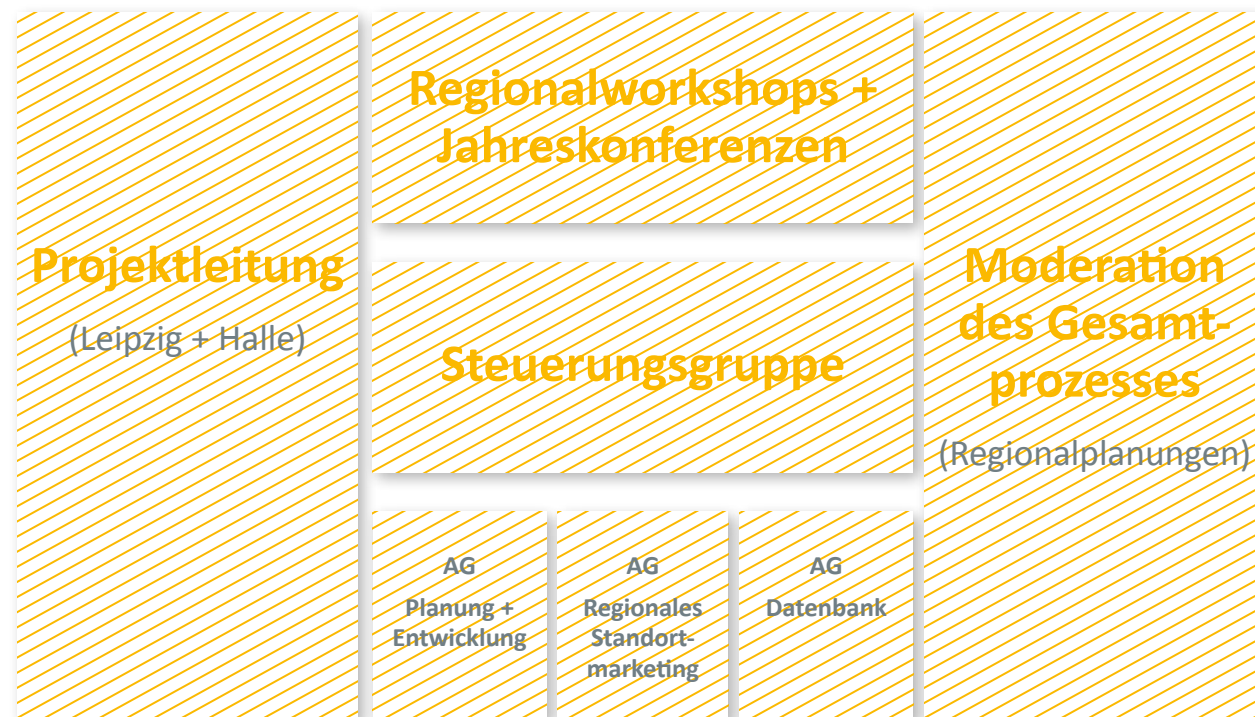 Regionalworkshops +
Jahreskonferenzen
Projektleitung
(Leipzig + Halle)
Steuerungsgruppe
Moderation
des Gesamt-
prozesses
(Regionalplanungen)
AG
Planung +
Entwicklung
AG
Regionales
Standort-
marketing
AG
Datenbank